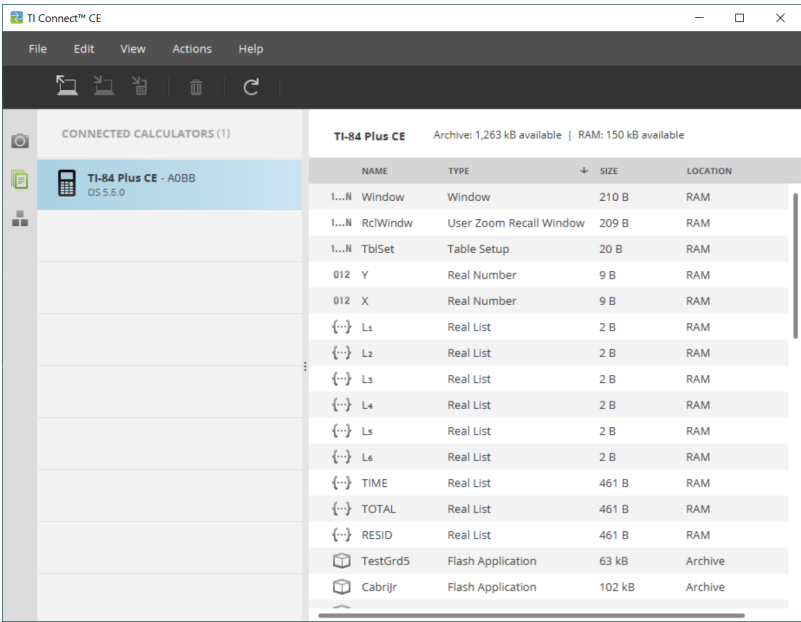 TI Connect™ CE
File Edit View Actions Help
CONNECTED CALCULATORS (1)
TI-84 Plus CE - A0BB
OS 5.6.0
TI-84 Plus CE Archive: 1,263 kB available | RAM: 150 kB available
NAME TYPE SIZE LOCATION
1...N Window Window 210 B RAM
1...N RclWindw User Zoom Recall Window 209 B RAM
1...N TblSet Table Setup 20 B RAM
012 Y Real Number 9 B RAM
012 X Real Number 9 B RAM
{...} L₁ Real List 2 B RAM
{...} L₂ Real List 2 B RAM
{...} L₃ Real List 2 B RAM
{...} L₄ Real List 2 B RAM
{...} L₅ Real List 2 B RAM
{...} L₆ Real List 2 B RAM
{...} TIME Real List 461 B RAM
{...} TOTAL Real List 461 B RAM
{...} RESID Real List 461 B RAM
TestGrd5 Flash Application 63 kB Archive
CabriJr Flash Application 102 kB Archive